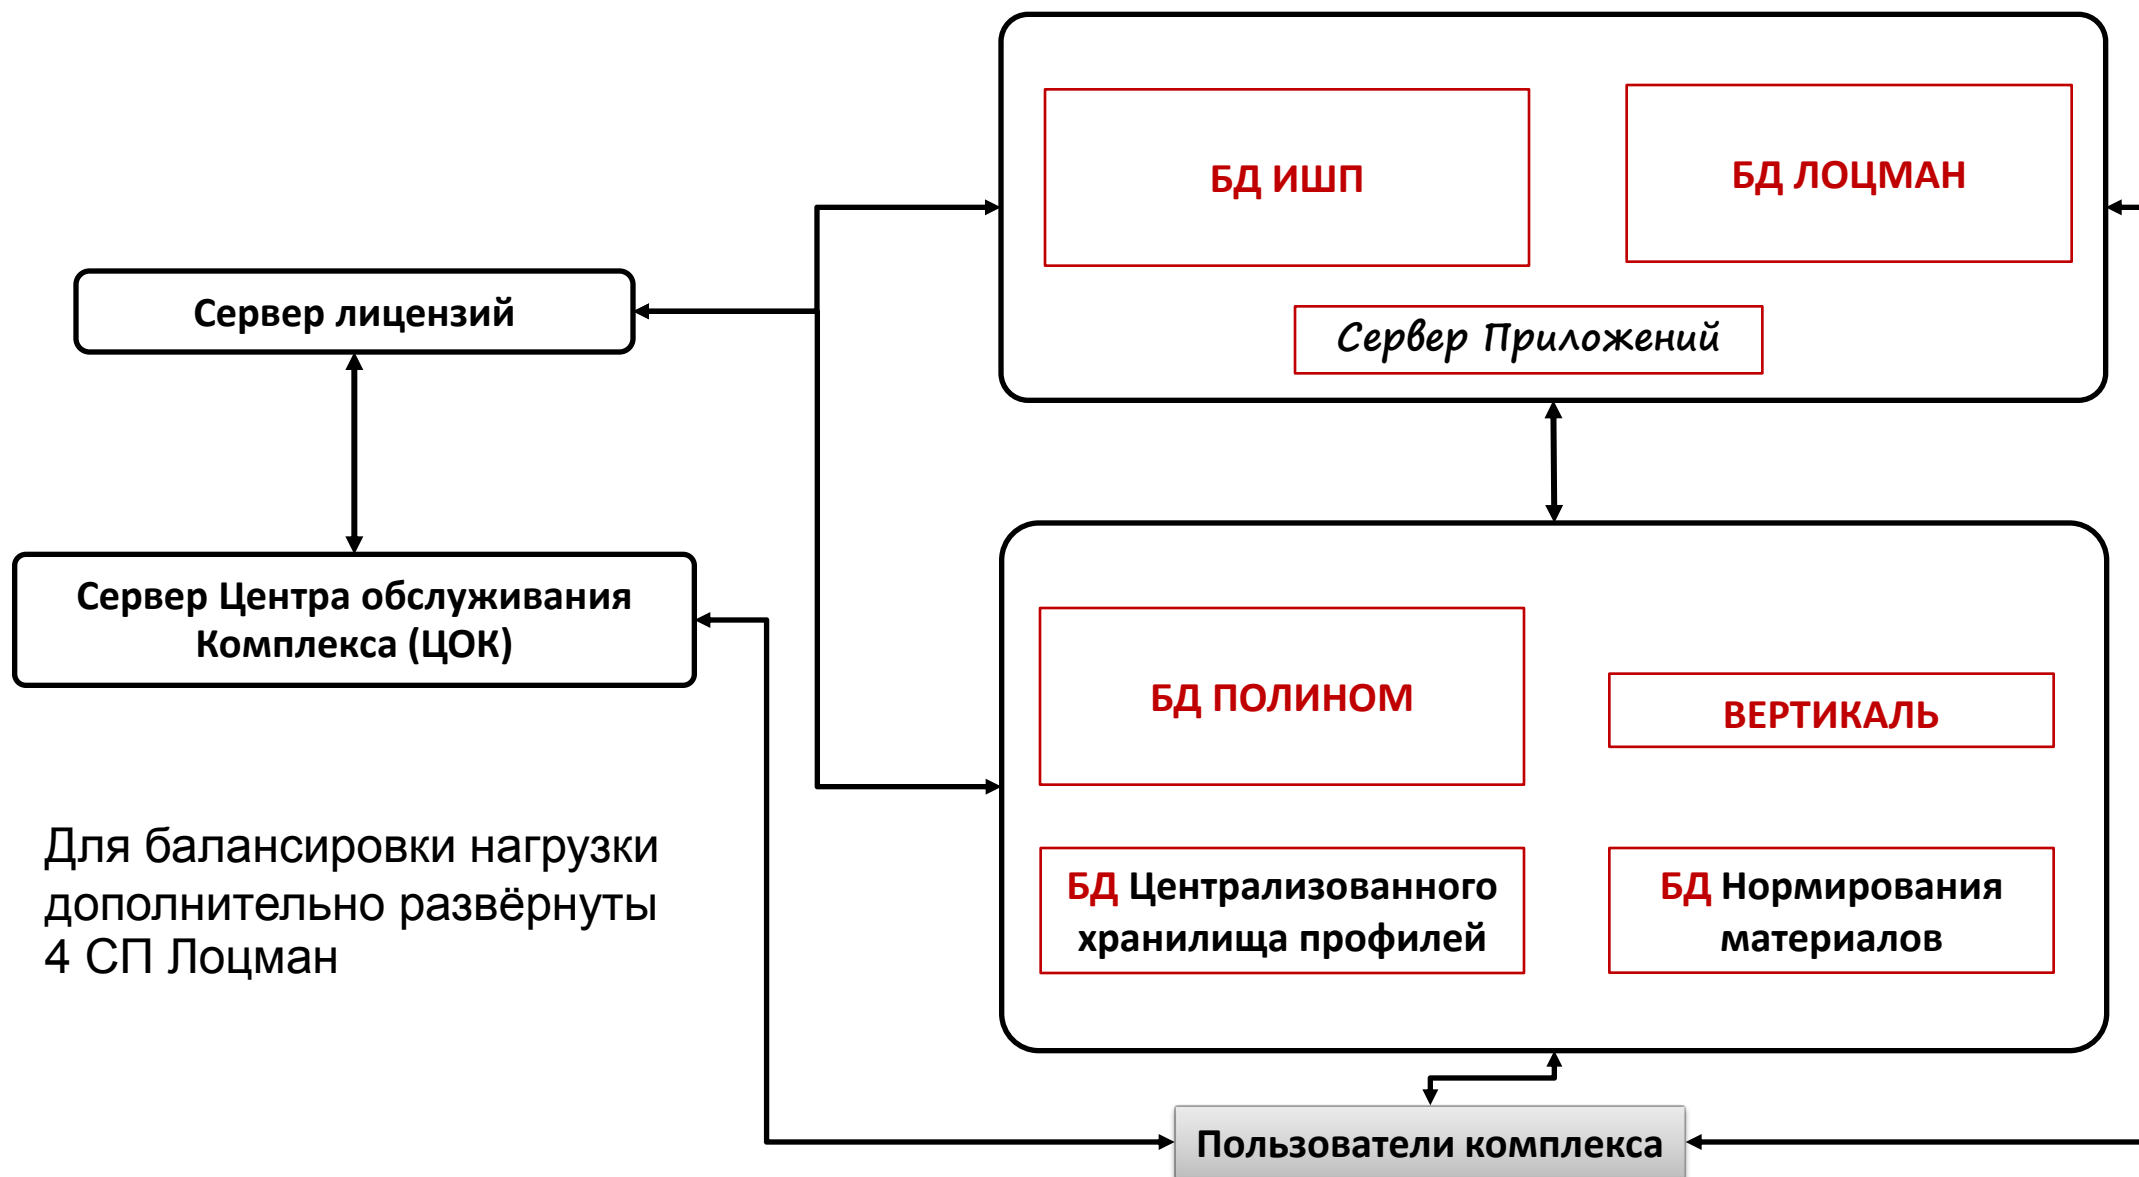 БД ИШП
БД ЛОЦМАН
Сервер Приложений
Сервер лицензий
Сервер Центра обслуживания
Комплекса (ЦОК)
БД ПОЛИНОМ
ВЕРТИКАЛЬ
БД Централизованного
хранилища профилей
БД Нормирования
материалов
Для балансировки нагрузки
дополнительно развёрнуты
4 СП Лоцман
Пользователи комплекса